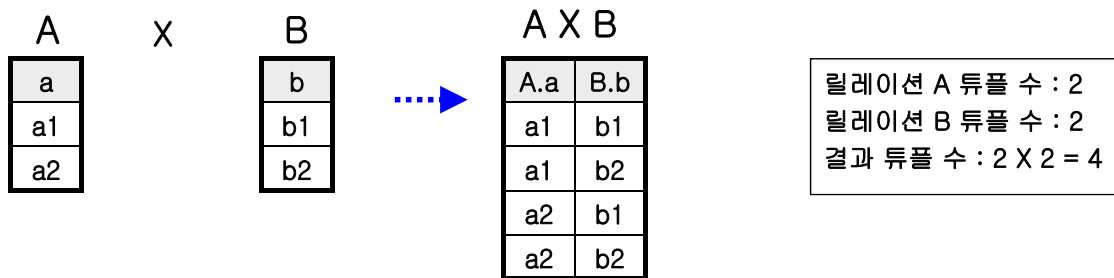 A X B A X B
a b A.a B.b
a1 b1 a1 b1
a2 b2 a1 b2
a2 b1
a2 b2
릴레이션 A 튜플 수 : 2
릴레이션 B 튜플 수 : 2
결과 튜플 수 : 2 X 2 = 4